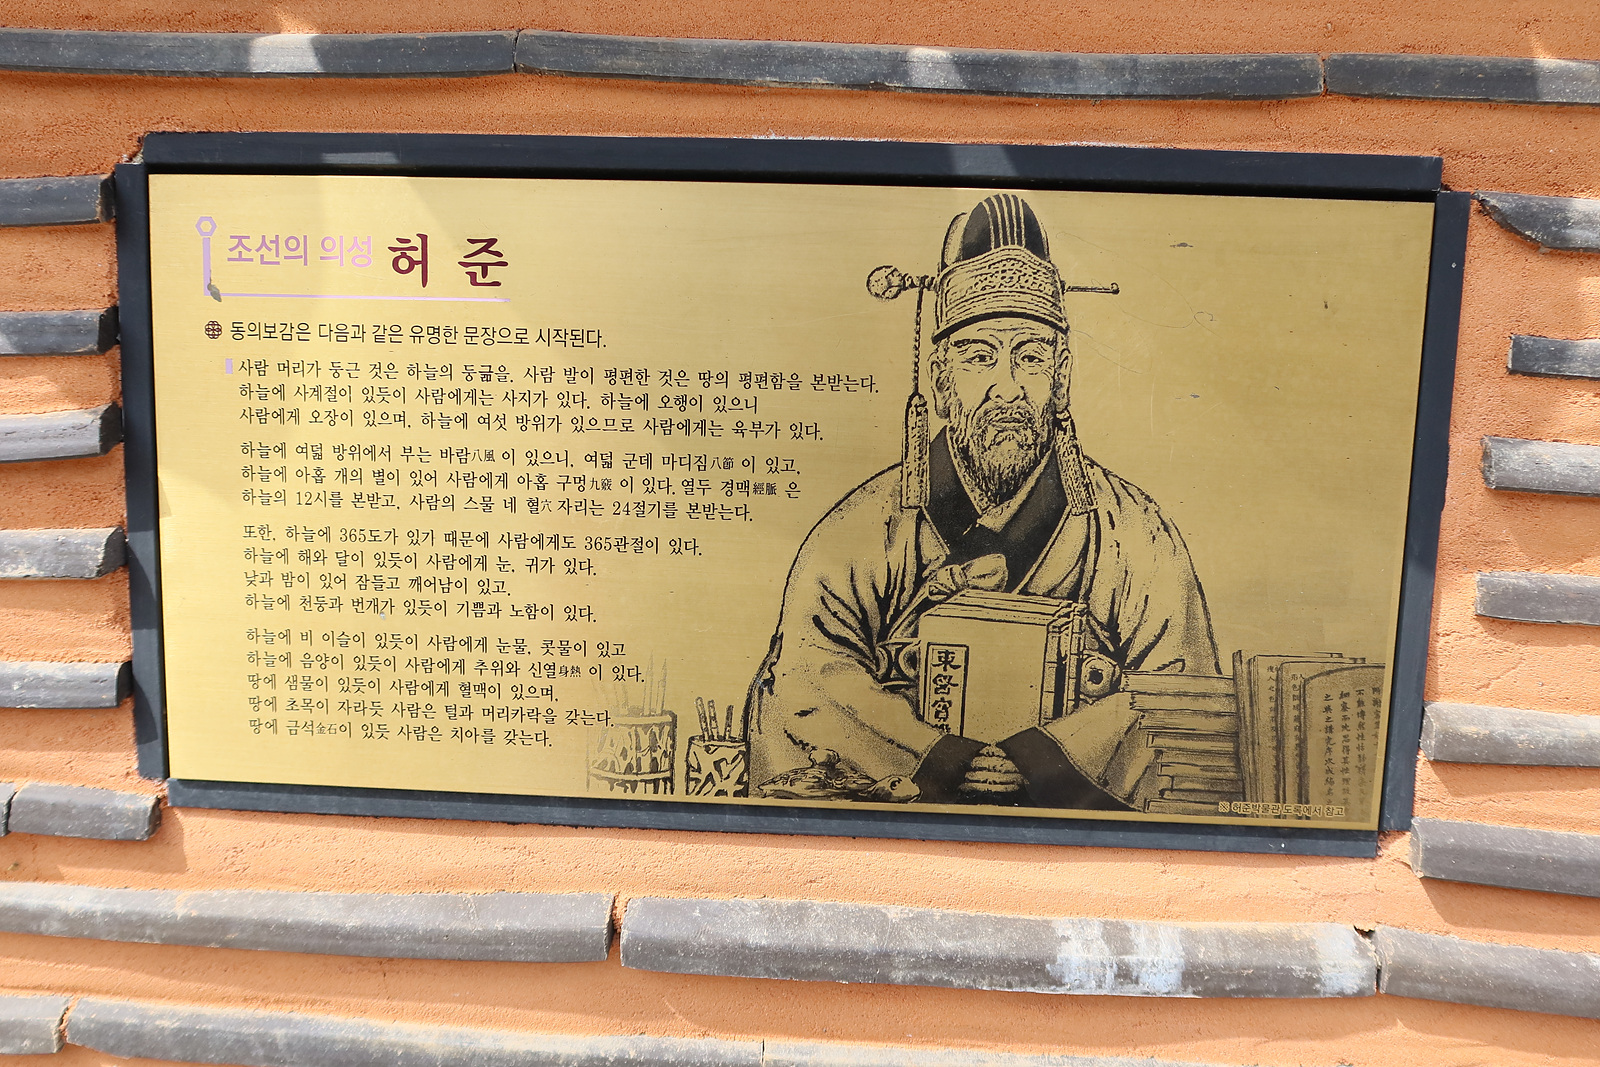 조선의 의성 허 준
동의보감은 다음과 같은 유명한 문장으로 시작된다.
사람 머리가 둥근 것은 하늘의 둥긂을, 사람 발이 평편한 것은 땅의 평편함을 본받는다.
하늘에 사계절이 있듯이 사람에게는 사지가 있다. 하늘에 오행이 있으니
사람에게 오장이 있으며, 하늘에 여섯 방위가 있으므로 사람에게는 육부가 있다.
하늘에 여덟 방위에서 부는 바람八風 이 있으니, 여덟 군데 마디짐八節 이 있고,
하늘에 아홉 개의 별이 있어 사람에게 아홉 구멍九竅 이 있다. 열두 경맥經脈 은
하늘의 12시를 본받고, 사람의 스물 네 혈穴 자리는 24절기를 본받는다.
또한, 하늘에 365도가 있가 때문에 사람에게도 365관절이 있다.
하늘에 해와 달이 있듯이 사람에게 눈, 귀가 있다.
낮과 밤이 있어 잠들고 깨어남이 있고,
하늘에 천둥과 번개가 있듯이 기쁨과 노함이 있다.
하늘에 비 이슬이 있듯이 사람에게 눈물, 콧물이 있고
하늘에 음양이 있듯이 사람에게 추위와 신열身熱 이 있다.
땅에 샘물이 있듯이 사람에게 혈맥이 있으며,
땅에 초목이 자라듯 사람은 털과 머리카락을 갖는다.
땅에 금석金石이 있듯 사람은 치아를 갖는다.
※ 허준박물관 도록에서 참고